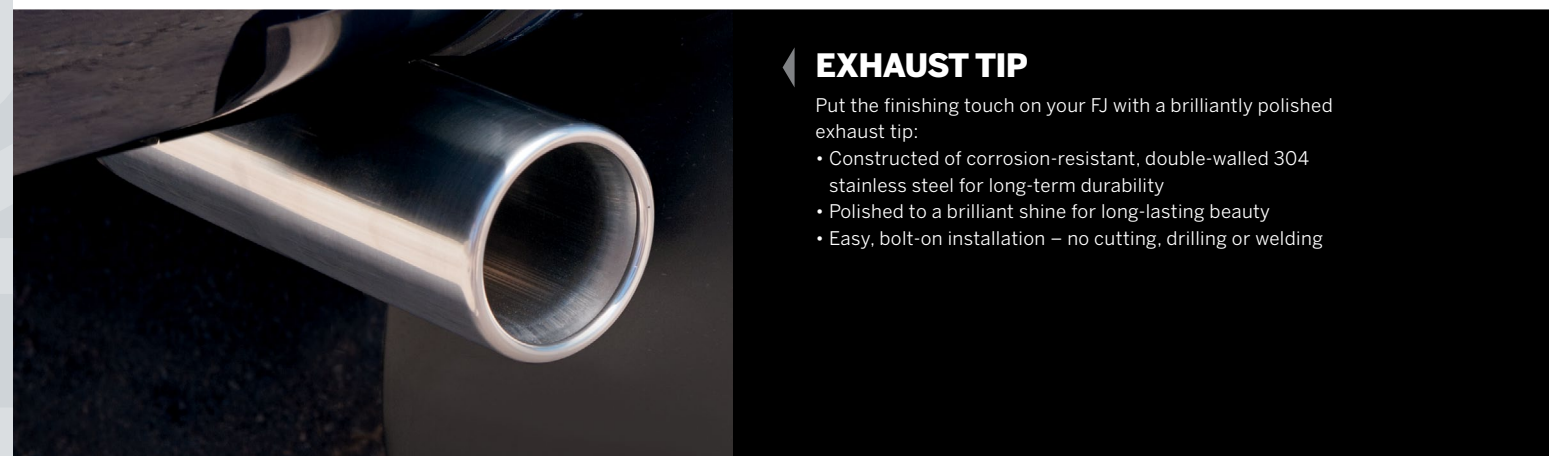 EXHAUST TIP
Put the finishing touch on your FJ with a brilliantly polished
exhaust tip:
• Constructed of corrosion-resistant, double-walled 304
stainless steel for long-term durability
• Polished to a brilliant shine for long-lasting beauty
• Easy, bolt-on installation – no cutting, drilling or welding